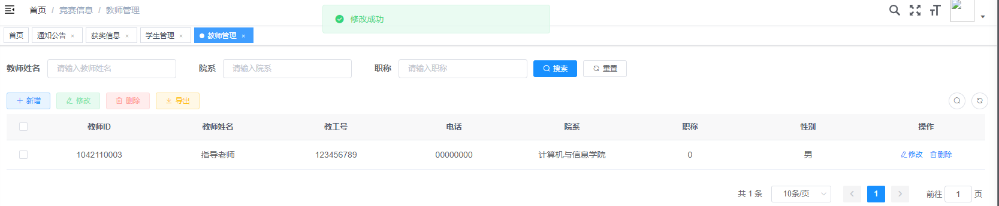 首页 / 竞赛信息 / 教师管理
修改成功
首页 通知公告 × 获奖信息 × 学生管理 × 教师管理 ×
教师姓名 请输入教师姓名 院系 请输入院系 职称 请输入职称 搜索 重置
新增 修改 删除 导出
教师ID 教师姓名 教工号 电话 院系 职称 性别 操作
1042110003 指导老师 123456789 00000000 计算机与信息学院 0 男 修改 删除
共 1 条 10条/页 1 前往 1 页